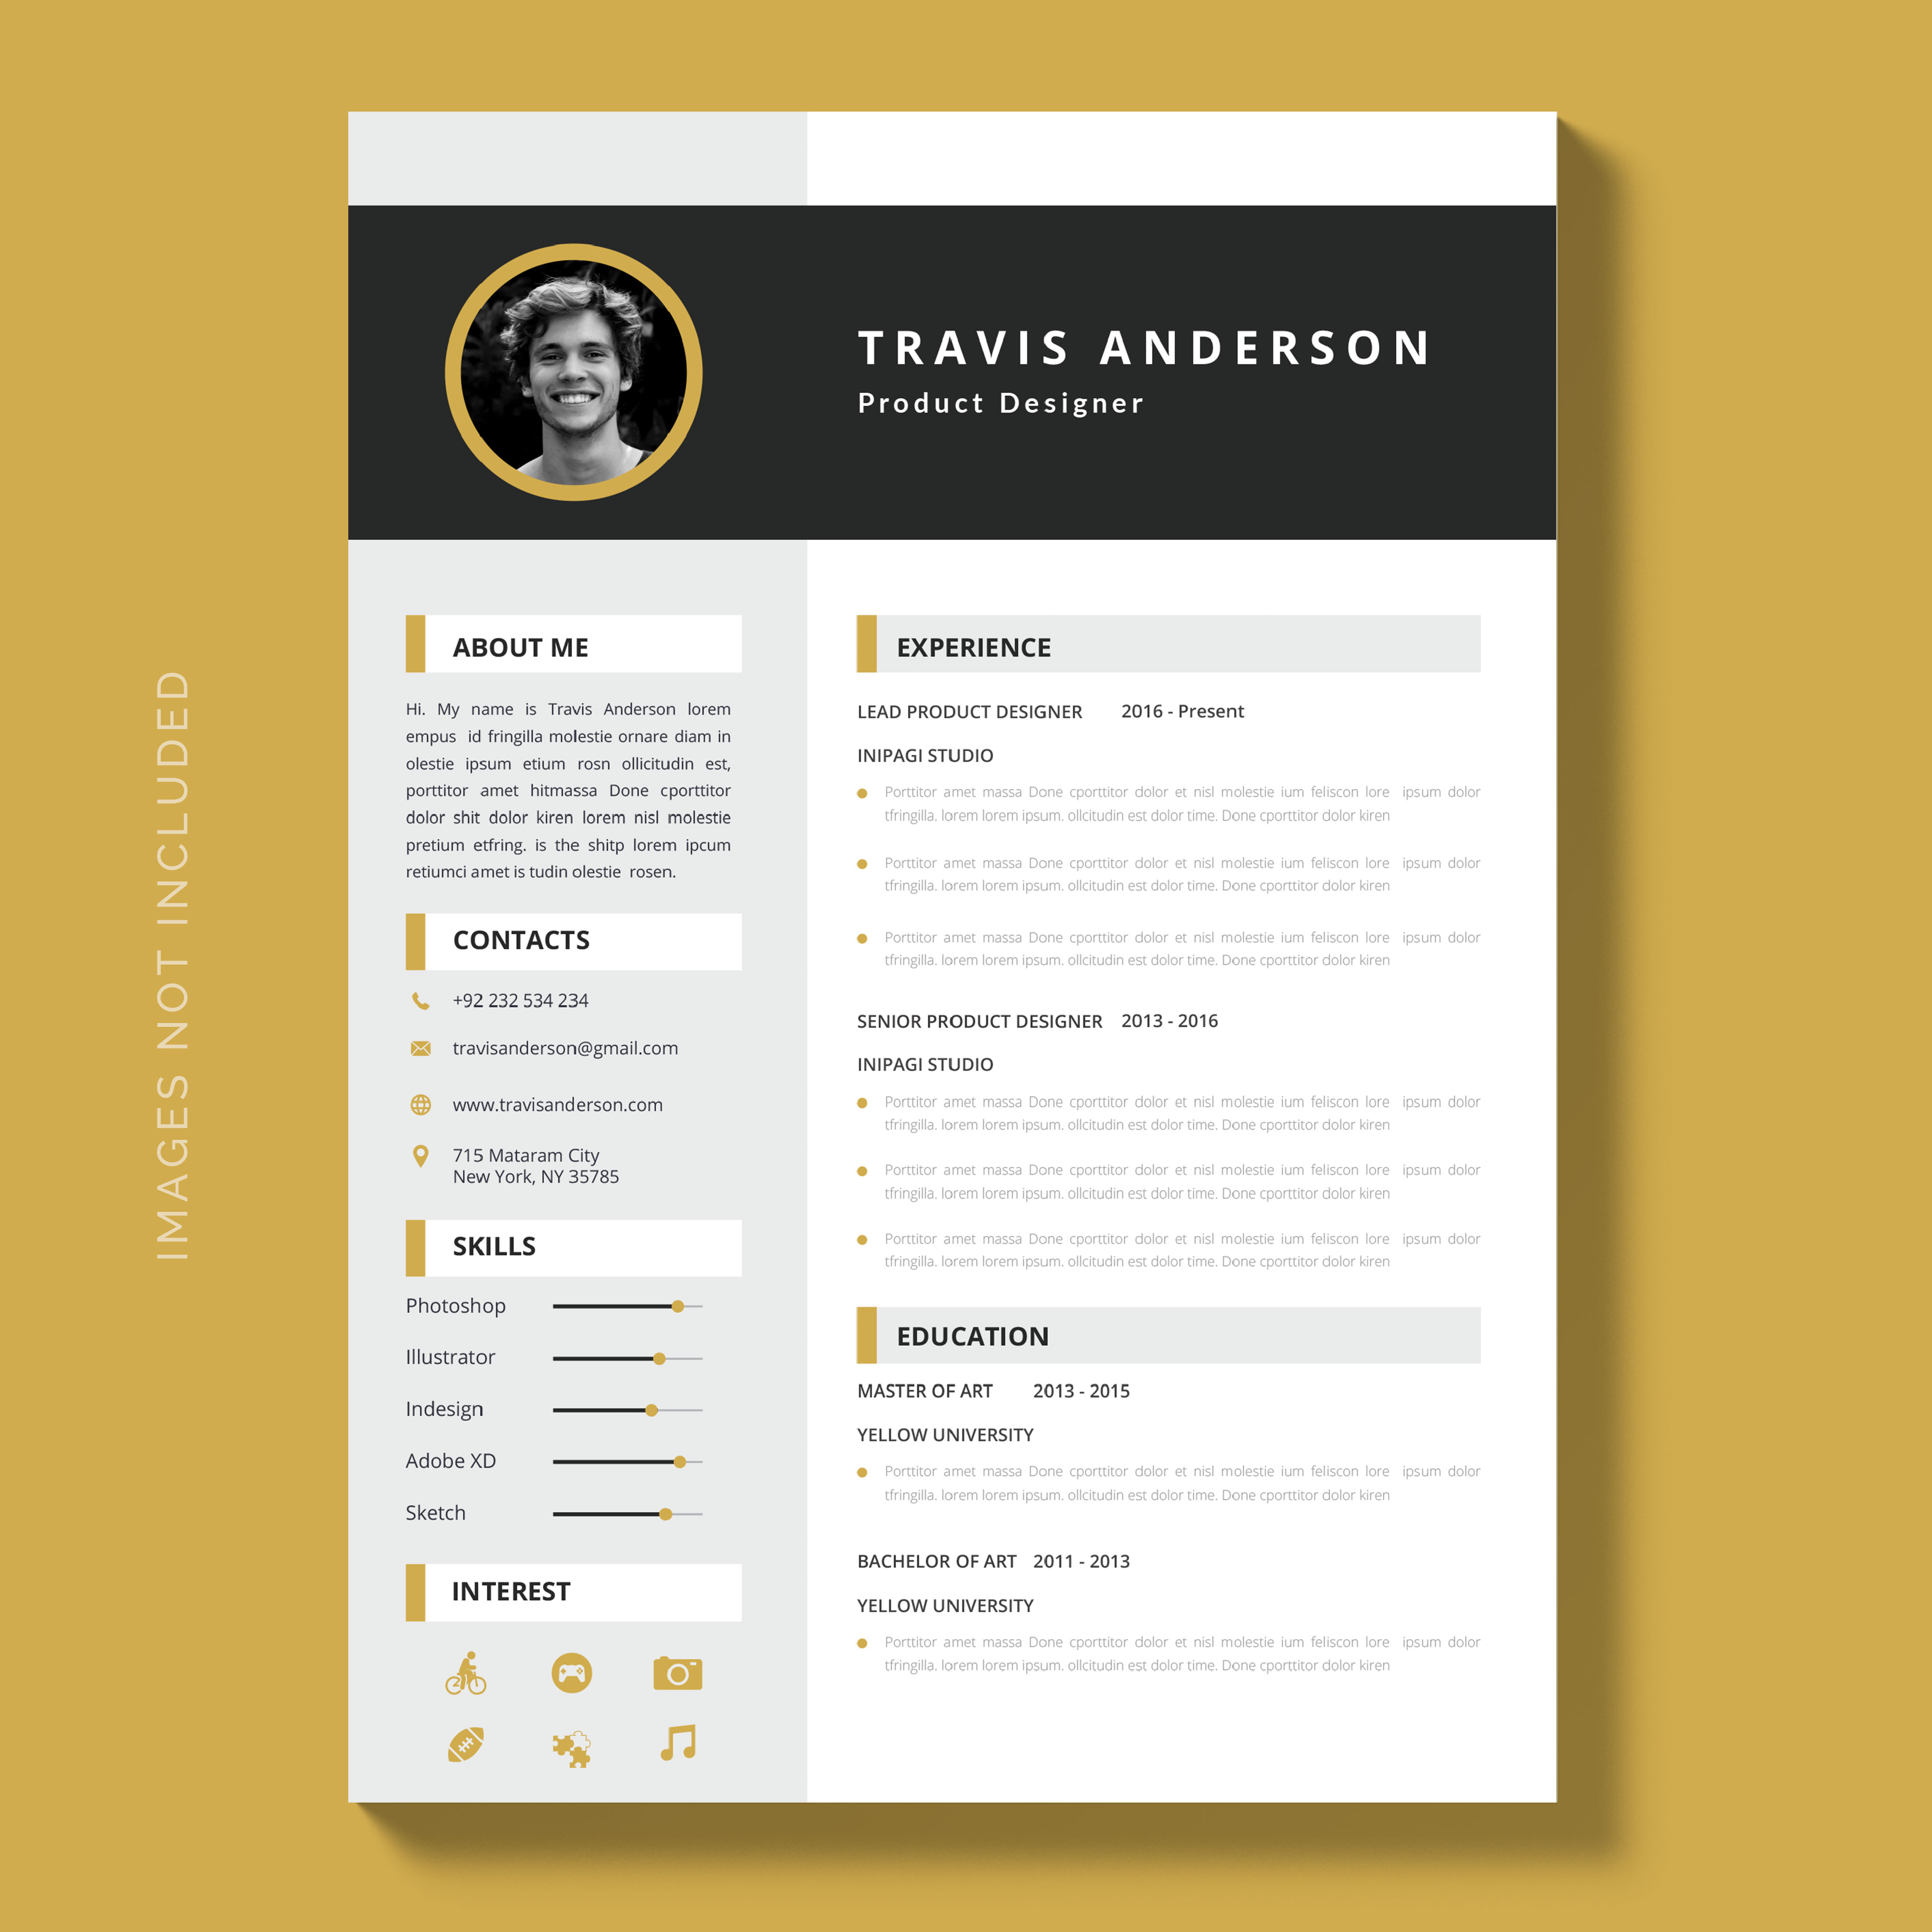 IMAGES NOT INCLUDED
TRAVIS ANDERSON
Product Designer
ABOUT ME
Hi. My name is Travis Anderson lorem
empus id fringilla molestie ornare diam in
olestie ipsum etium rosn ollicitudin est,
porttitor amet hitmassa Done cporttitor
dolor shit dolor kiren lorem nisl molestie
pretium etfring. is the shitp lorem ipcum
retiumci amet is tudin olestie rosen.
CONTACTS
+92 232 534 234
travisanderson@gmail.com
www.travisanderson.com
715 Mataram City
New York, NY 35785
SKILLS
Photoshop
Illustrator
Indesign
Adobe XD
Sketch
INTEREST
EXPERIENCE
LEAD PRODUCT DESIGNER 2016 - Present
INIPAGI STUDIO
Porttitor amet massa Done cporttitor dolor et nisl molestie ium feliscon lore ipsum dolor
tfringilla. lorem lorem ipsum. ollcitudin est dolor time. Done cporttitor dolor kiren
Porttitor amet massa Done cporttitor dolor et nisl molestie ium feliscon lore ipsum dolor
tfringilla. lorem lorem ipsum. ollcitudin est dolor time. Done cporttitor dolor kiren
Porttitor amet massa Done cporttitor dolor et nisl molestie ium feliscon lore ipsum dolor
tfringilla. lorem lorem ipsum. ollcitudin est dolor time. Done cporttitor dolor kiren
SENIOR PRODUCT DESIGNER 2013 - 2016
INIPAGI STUDIO
Porttitor amet massa Done cporttitor dolor et nisl molestie ium feliscon lore ipsum dolor
tfringilla. lorem lorem ipsum. ollcitudin est dolor time. Done cporttitor dolor kiren
Porttitor amet massa Done cporttitor dolor et nisl molestie ium feliscon lore ipsum dolor
tfringilla. lorem lorem ipsum. ollcitudin est dolor time. Done cporttitor dolor kiren
Porttitor amet massa Done cporttitor dolor et nisl molestie ium feliscon lore ipsum dolor
tfringilla. lorem lorem ipsum. ollcitudin est dolor time. Done cporttitor dolor kiren
EDUCATION
MASTER OF ART 2013 - 2015
YELLOW UNIVERSITY
Porttitor amet massa Done cporttitor dolor et nisl molestie ium feliscon lore ipsum dolor
tfringilla. lorem lorem ipsum. ollcitudin est dolor time. Done cporttitor dolor kiren
BACHELOR OF ART 2011 - 2013
YELLOW UNIVERSITY
Porttitor amet massa Done cporttitor dolor et nisl molestie ium feliscon lore ipsum dolor
tfringilla. lorem lorem ipsum. ollcitudin est dolor time. Done cporttitor dolor kiren